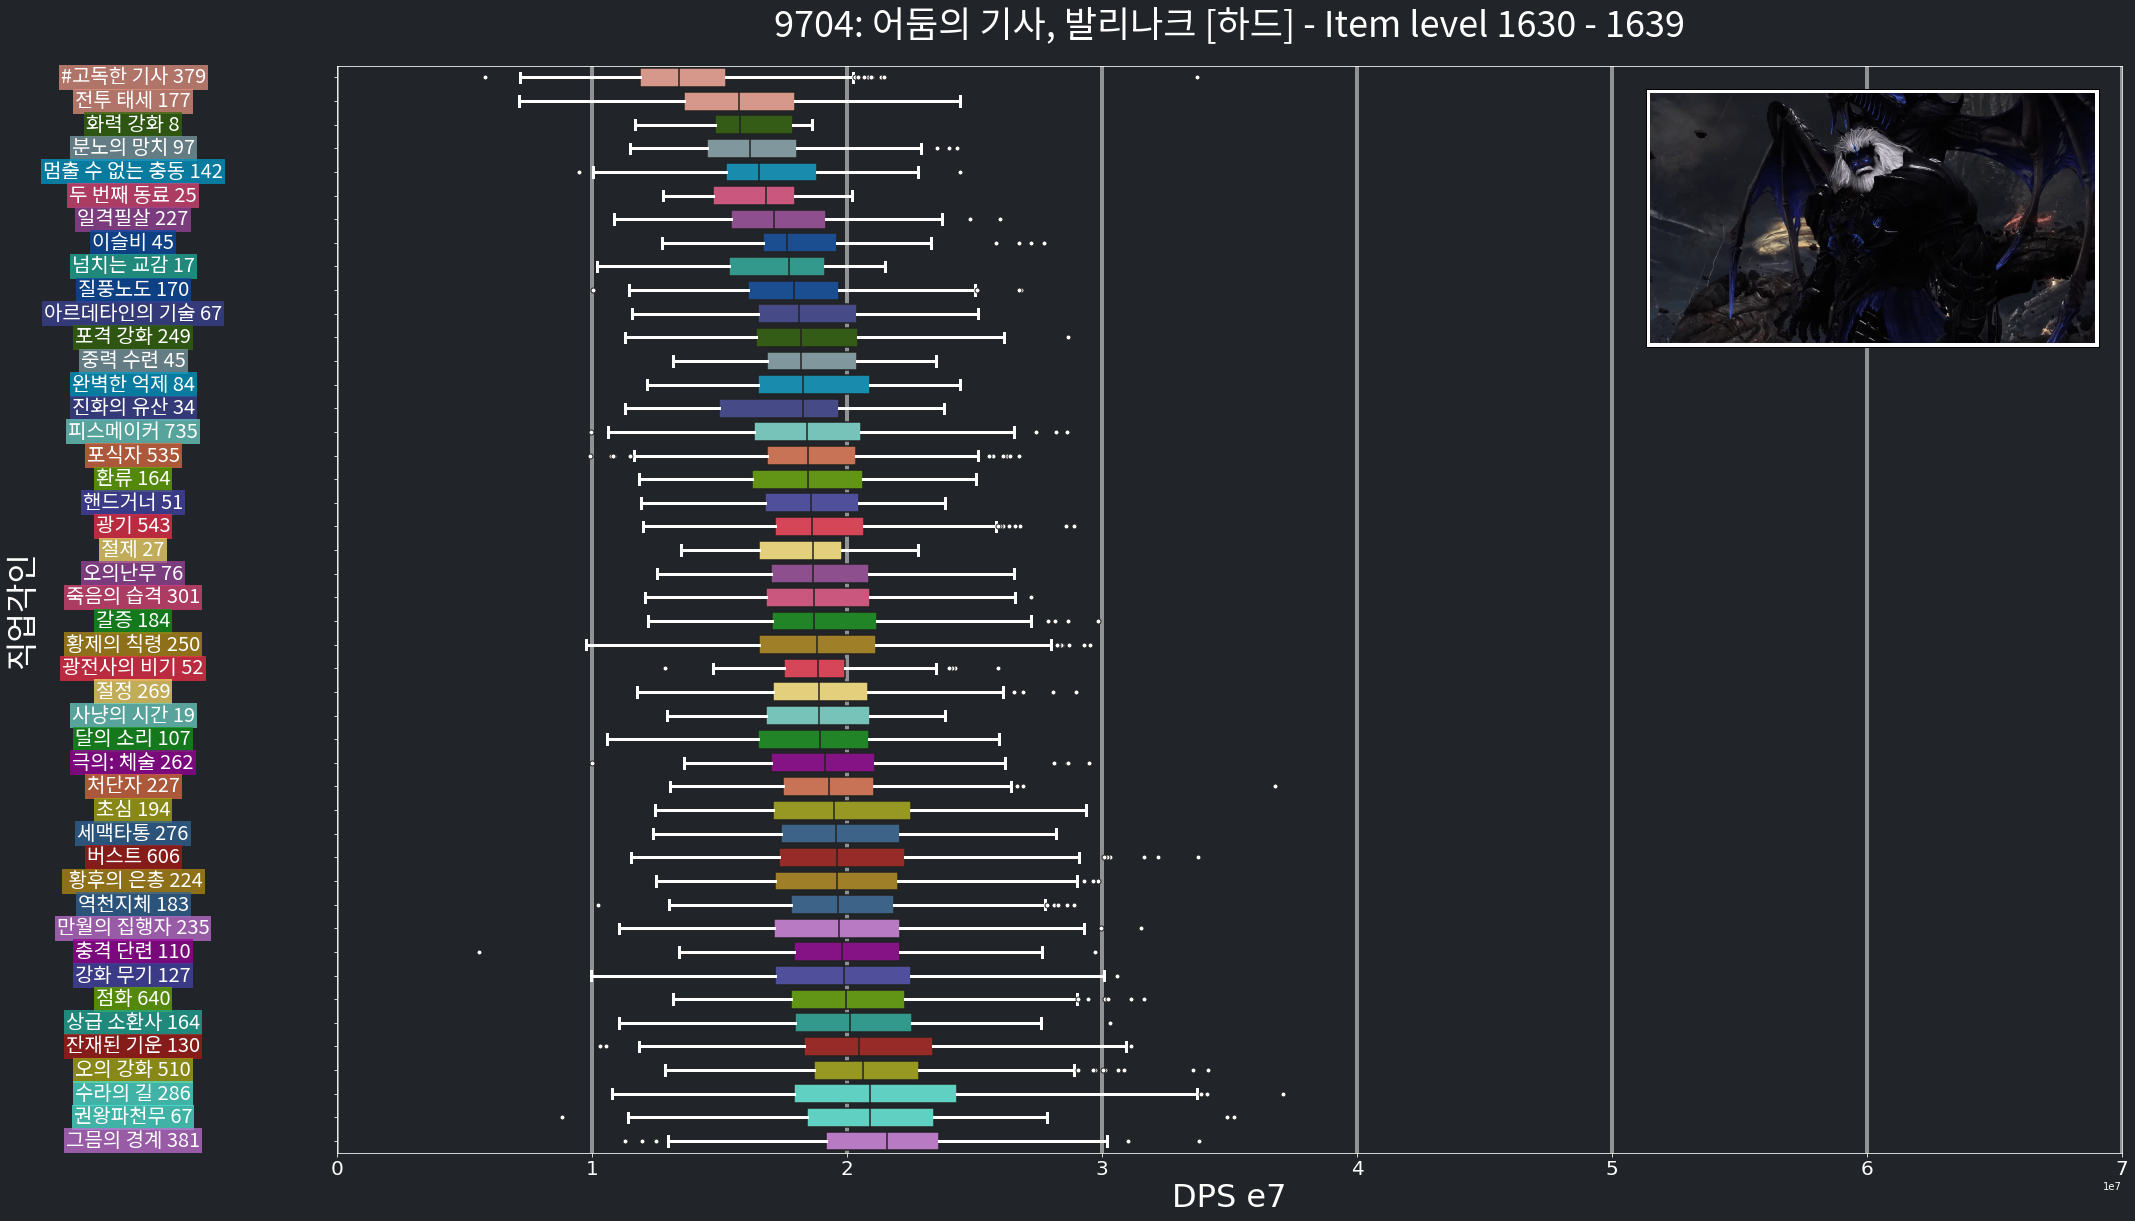 9704: 어둠의 기사, 발리나크 [하드] - Item level 1630 - 1639
#고독한 기사 379
전투 태세 177
화력 강화 8
분노의 망치 97
멈출 수 없는 충동 142
두 번째 동료 25
일격필살 227
이슬비 45
넘치는 교감 17
질풍노도 170
아르데타인의 기술 67
포격 강화 249
중력 수련 45
완벽한 억제 84
진화의 유산 34
피스메이커 735
포식자 535
환류 164
핸드거너 51
광기 543
절제 27
오의난무 76
죽음의 습격 301
갈증 184
황제의 칙령 250
광전사의 비기 52
절정 269
사냥의 시간 19
달의 소리 107
극의: 체술 262
처단자 227
초심 194
세맥타통 276
버스트 606
황후의 은총 224
역천지체 183
만월의 집행자 235
충격 단련 110
강화 무기 127
점화 640
상급 소환사 164
잔재된 기운 130
오의 강화 510
수라의 길 286
권왕파천무 67
그믐의 경계 381
직업각인
0 1 2 3 4 5 6 7
1e7
DPS e7